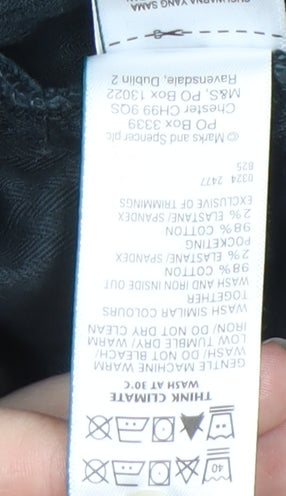 40
THINK CLIMATE
WASH AT 30°C
GENTLE MACHINE WARM
WASH/ DO NOT BLEACH/
LOW TUMBLE DRY/ WARM
IRON/ DO NOT DRY CLEAN
WASH SIMILAR COLOURS
TOGETHER
WASH AND IRON INSIDE OUT
98% COTTON
2% ELASTANE/ SPANDEX
POCKETING
98% COTTON
2% ELASTANE/ SPANDEX
EXCLUSIVE OF TRIMMINGS
0324 2477
825
© Marks and Spencer plc
PO Box 3339
Chester CH99 9QS
M&S, PO Box 13022
Ravensdale, Dublin 2
YANG SAMA